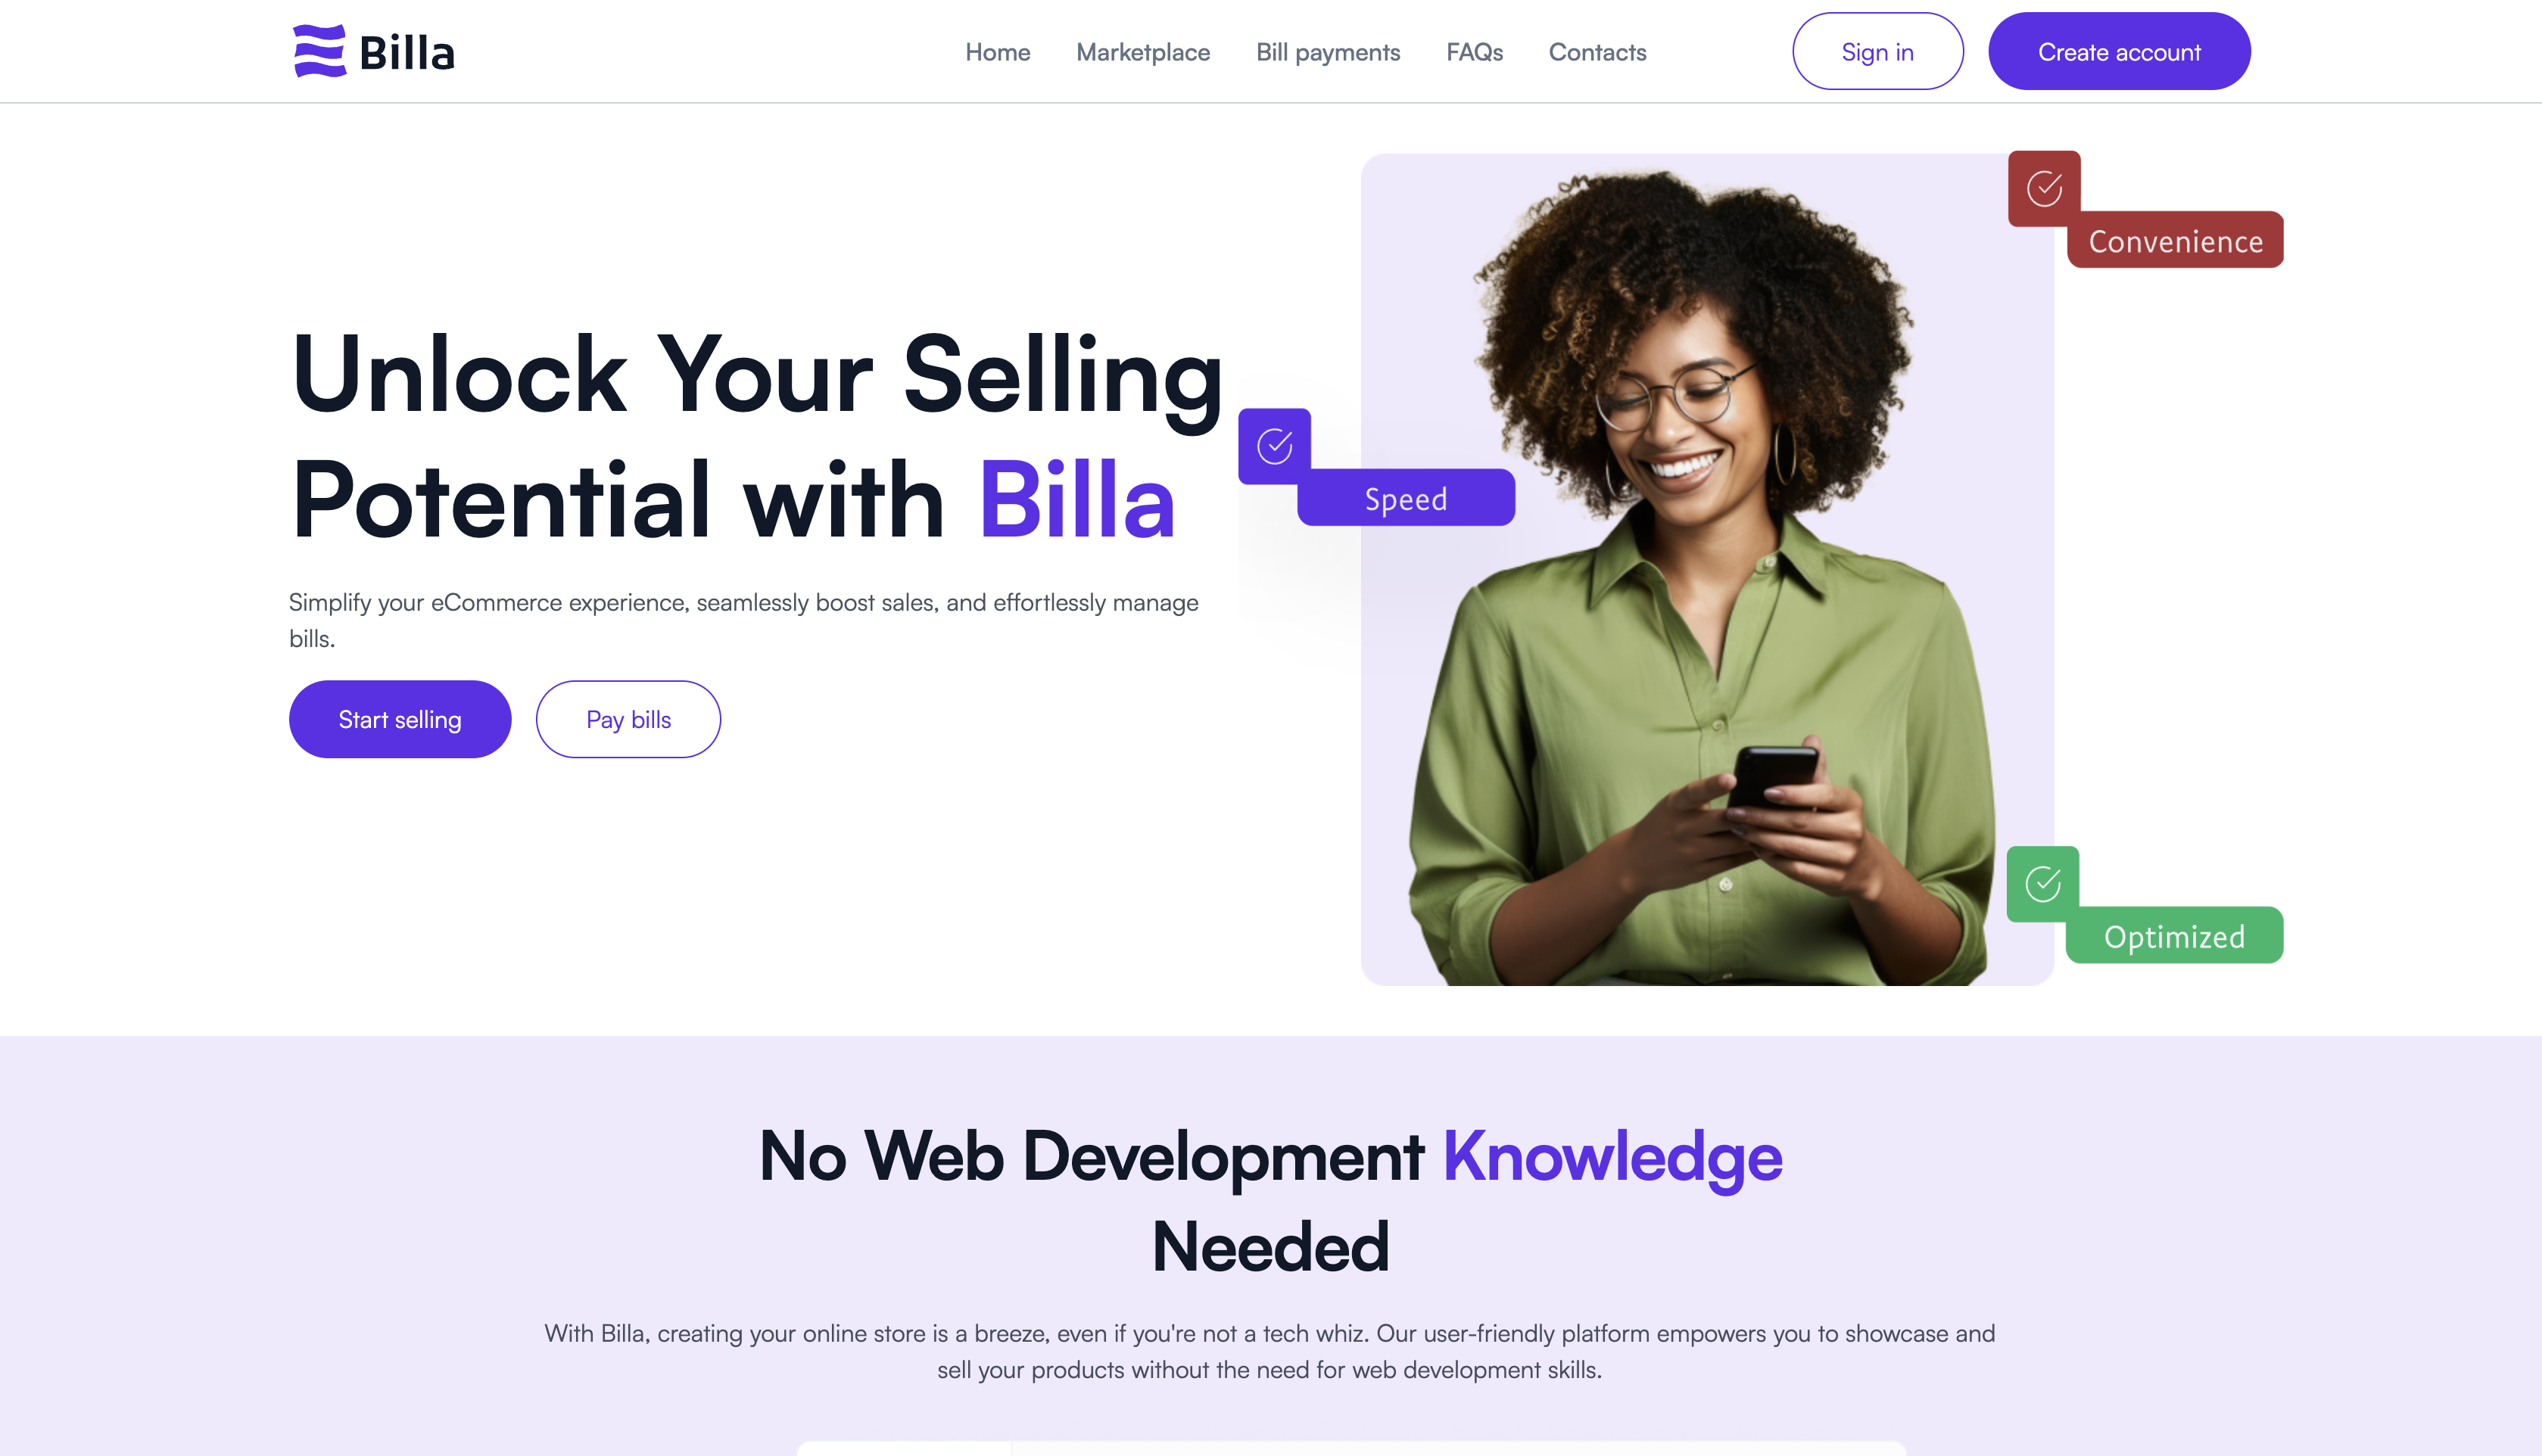 Billa
Home
Marketplace
Bill payments
FAQs
Contacts
Sign in
Create account
Convenience
Unlock Your Selling
Potential with Billa
Speed
Simplify your eCommerce experience, seamlessly boost sales, and effortlessly manage
bills.
Start selling
Pay bills
Optimized
No Web Development Knowledge
Needed
With Billa, creating your online store is a breeze, even if you're not a tech whiz. Our user-friendly platform empowers you to showcase and
sell your products without the need for web development skills.